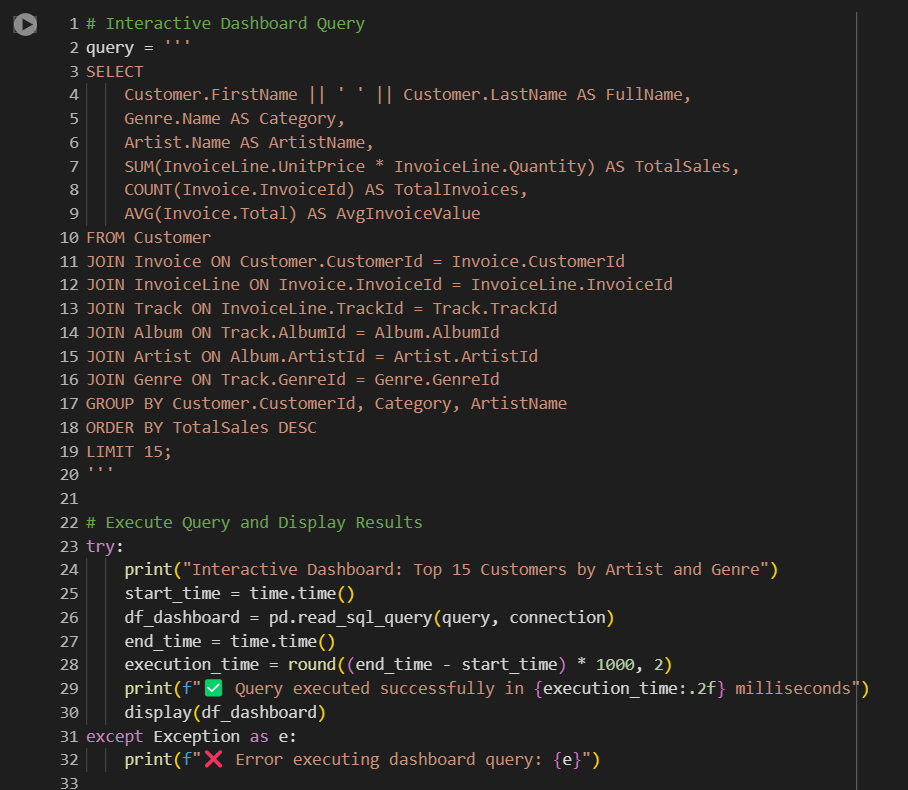 1 # Interactive Dashboard Query
2 query = '''
3 SELECT
4     Customer.FirstName || ' ' || Customer.LastName AS FullName,
5     Genre.Name AS Category,
6     Artist.Name AS ArtistName,
7     SUM(InvoiceLine.UnitPrice * InvoiceLine.Quantity) AS TotalSales,
8     COUNT(Invoice.InvoiceId) AS TotalInvoices,
9     AVG(Invoice.Total) AS AvgInvoiceValue
10 FROM Customer
11 JOIN Invoice ON Customer.CustomerId = Invoice.CustomerId
12 JOIN InvoiceLine ON Invoice.InvoiceId = InvoiceLine.InvoiceId
13 JOIN Track ON InvoiceLine.TrackId = Track.TrackId
14 JOIN Album ON Track.AlbumId = Album.AlbumId
15 JOIN Artist ON Album.ArtistId = Artist.ArtistId
16 JOIN Genre ON Track.GenreId = Genre.GenreId
17 GROUP BY Customer.CustomerId, Category, ArtistName
18 ORDER BY TotalSales DESC
19 LIMIT 15;
20 '''
21
22 # Execute Query and Display Results
23 try:
24     print("Interactive Dashboard: Top 15 Customers by Artist and Genre")
25     start_time = time.time()
26     df_dashboard = pd.read_sql_query(query, connection)
27     end_time = time.time()
28     execution_time = round((end_time - start_time) * 1000, 2)
29     print(f"✅ Query executed successfully in {execution_time:.2f} milliseconds")
30     display(df_dashboard)
31 except Exception as e:
32     print(f"❌ Error executing dashboard query: {e}")
33